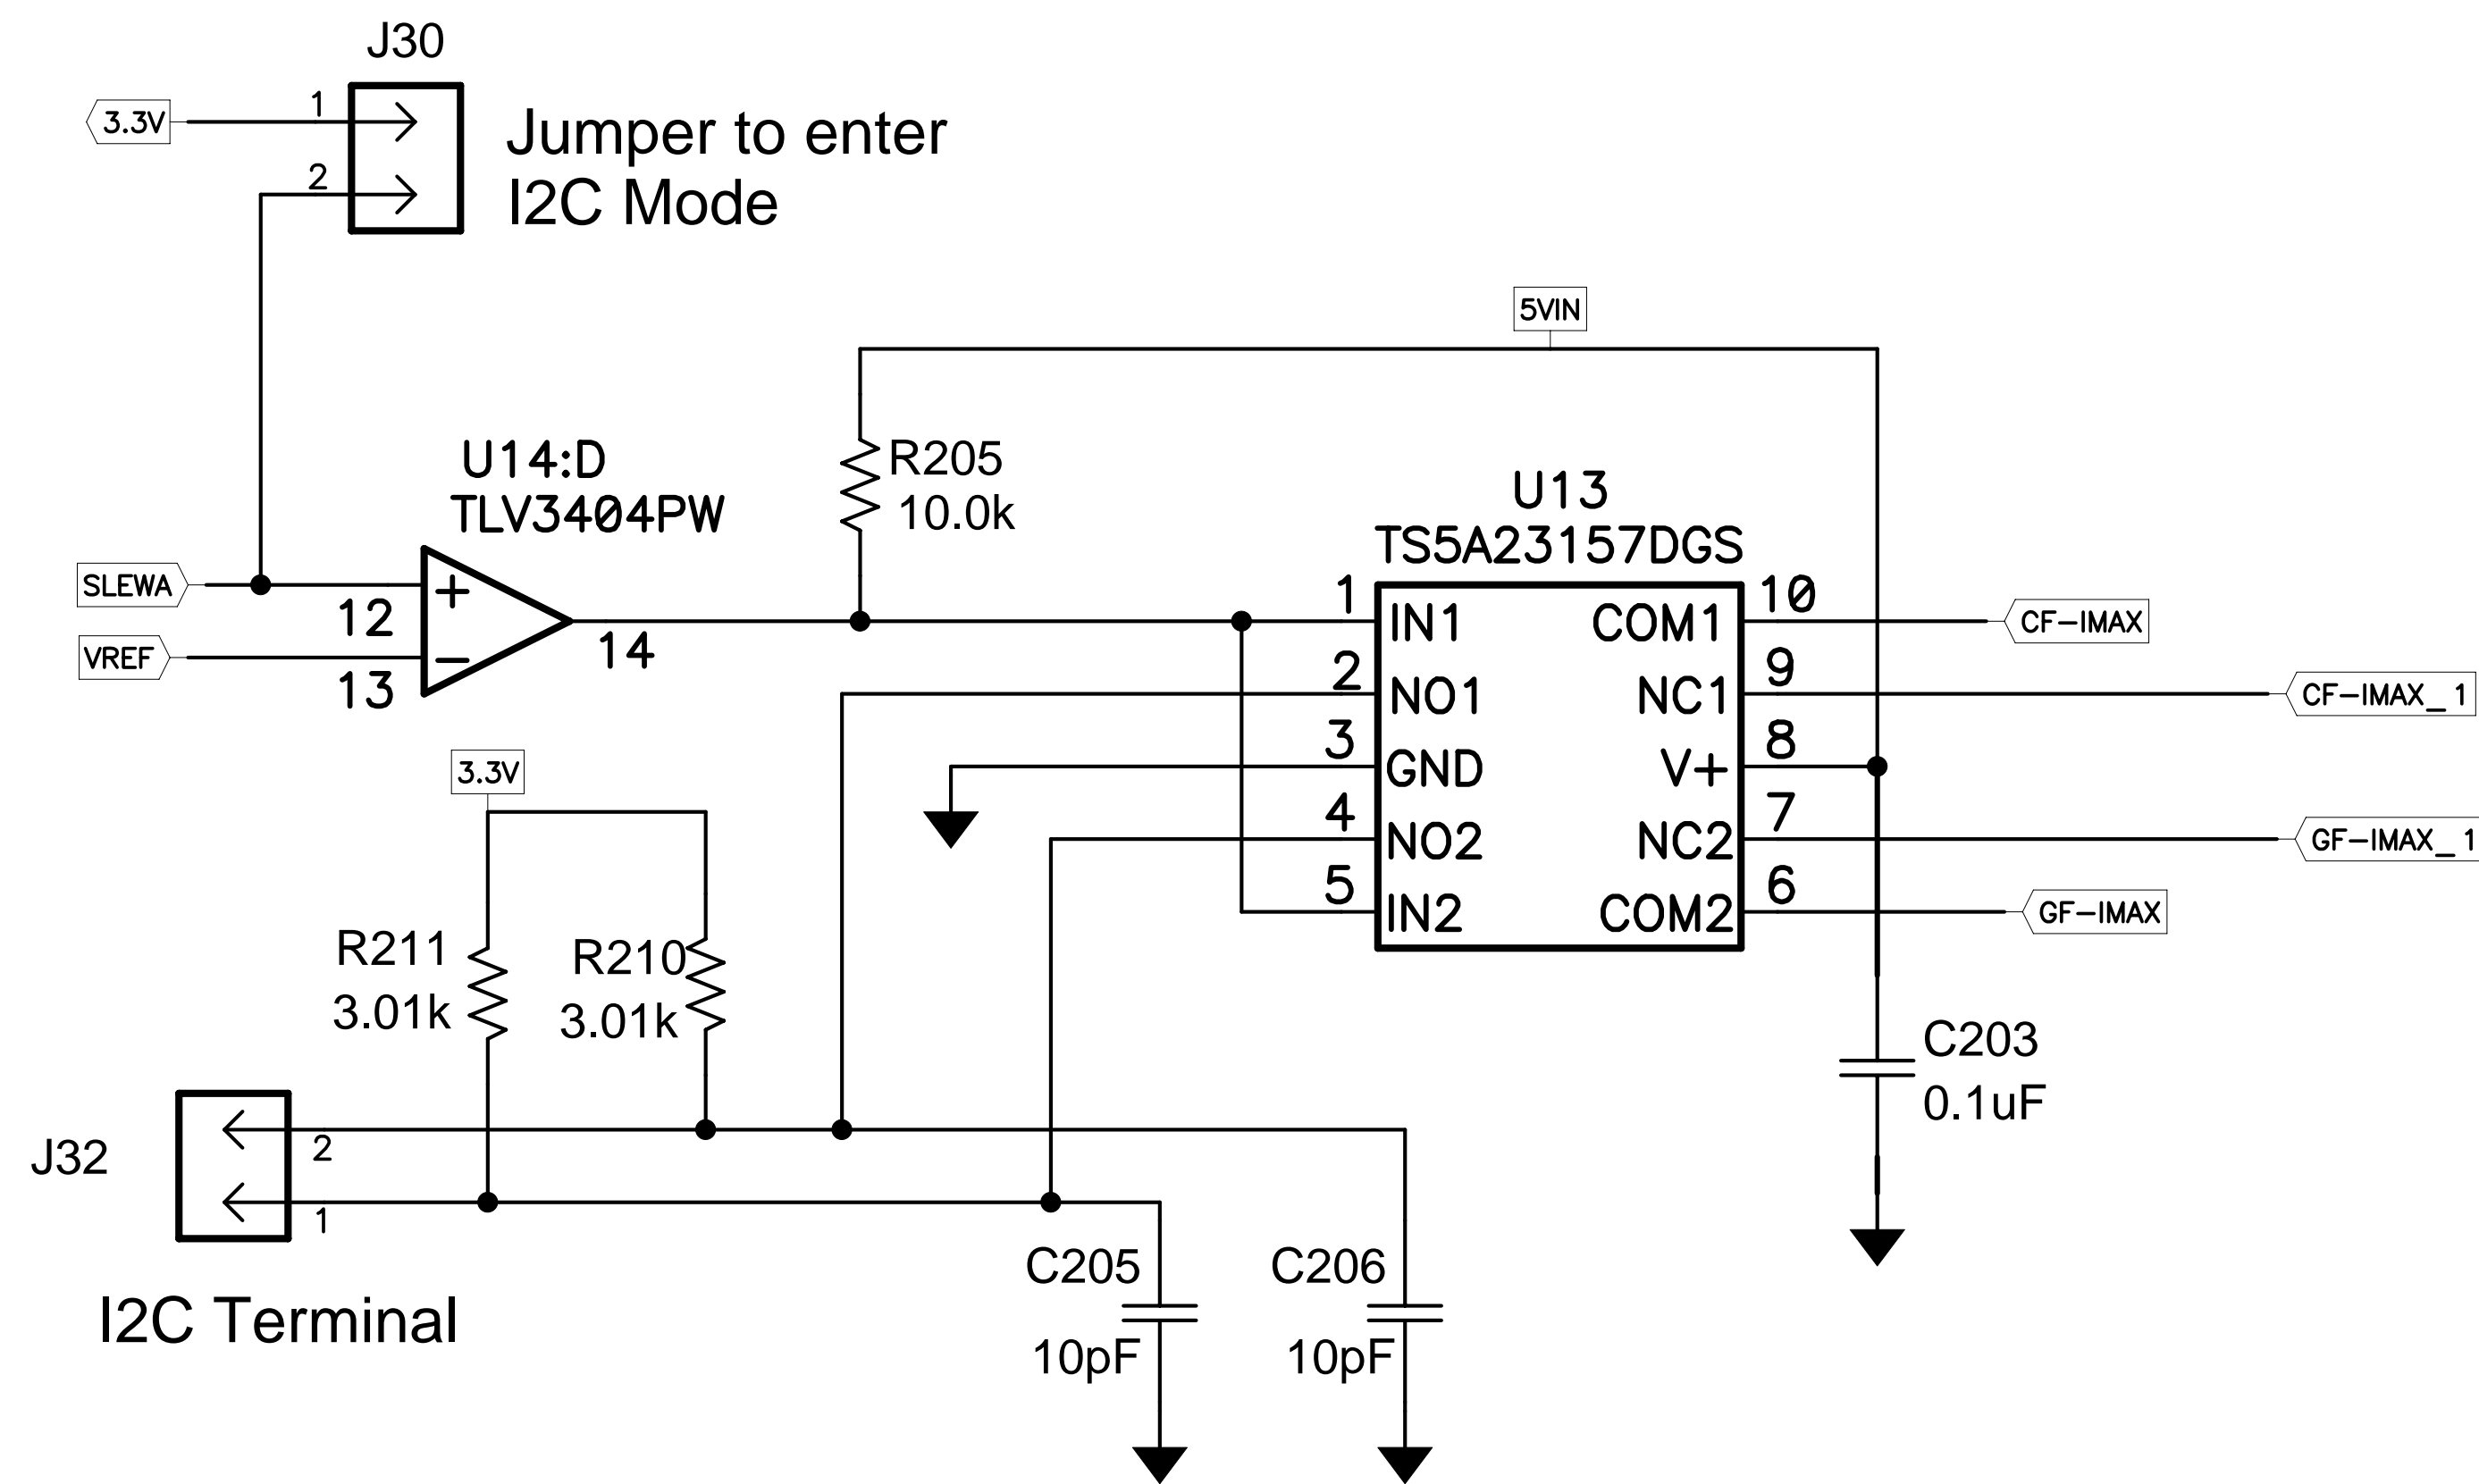 J30
3.3V
1
2
Jumper to enter
I2C Mode
5VIN
U14:D
TLV3404PW
R205
10.0k
U13
TS5A23157DGS
SLEWA
VREF
+
-
12
13
14
1
2
3
4
5
IN1
NO1
GND
NO2
IN2
COM1
NC1
V+
NC2
COM2
10
9
8
7
6
CF-IMAX
CF-IMAX_1
GF-IMAX_1
GF-IMAX
3.3V
R211
3.01k
R210
3.01k
C203
0.1uF
J32
2
1
I2C Terminal
C205
10pF
C206
10pF